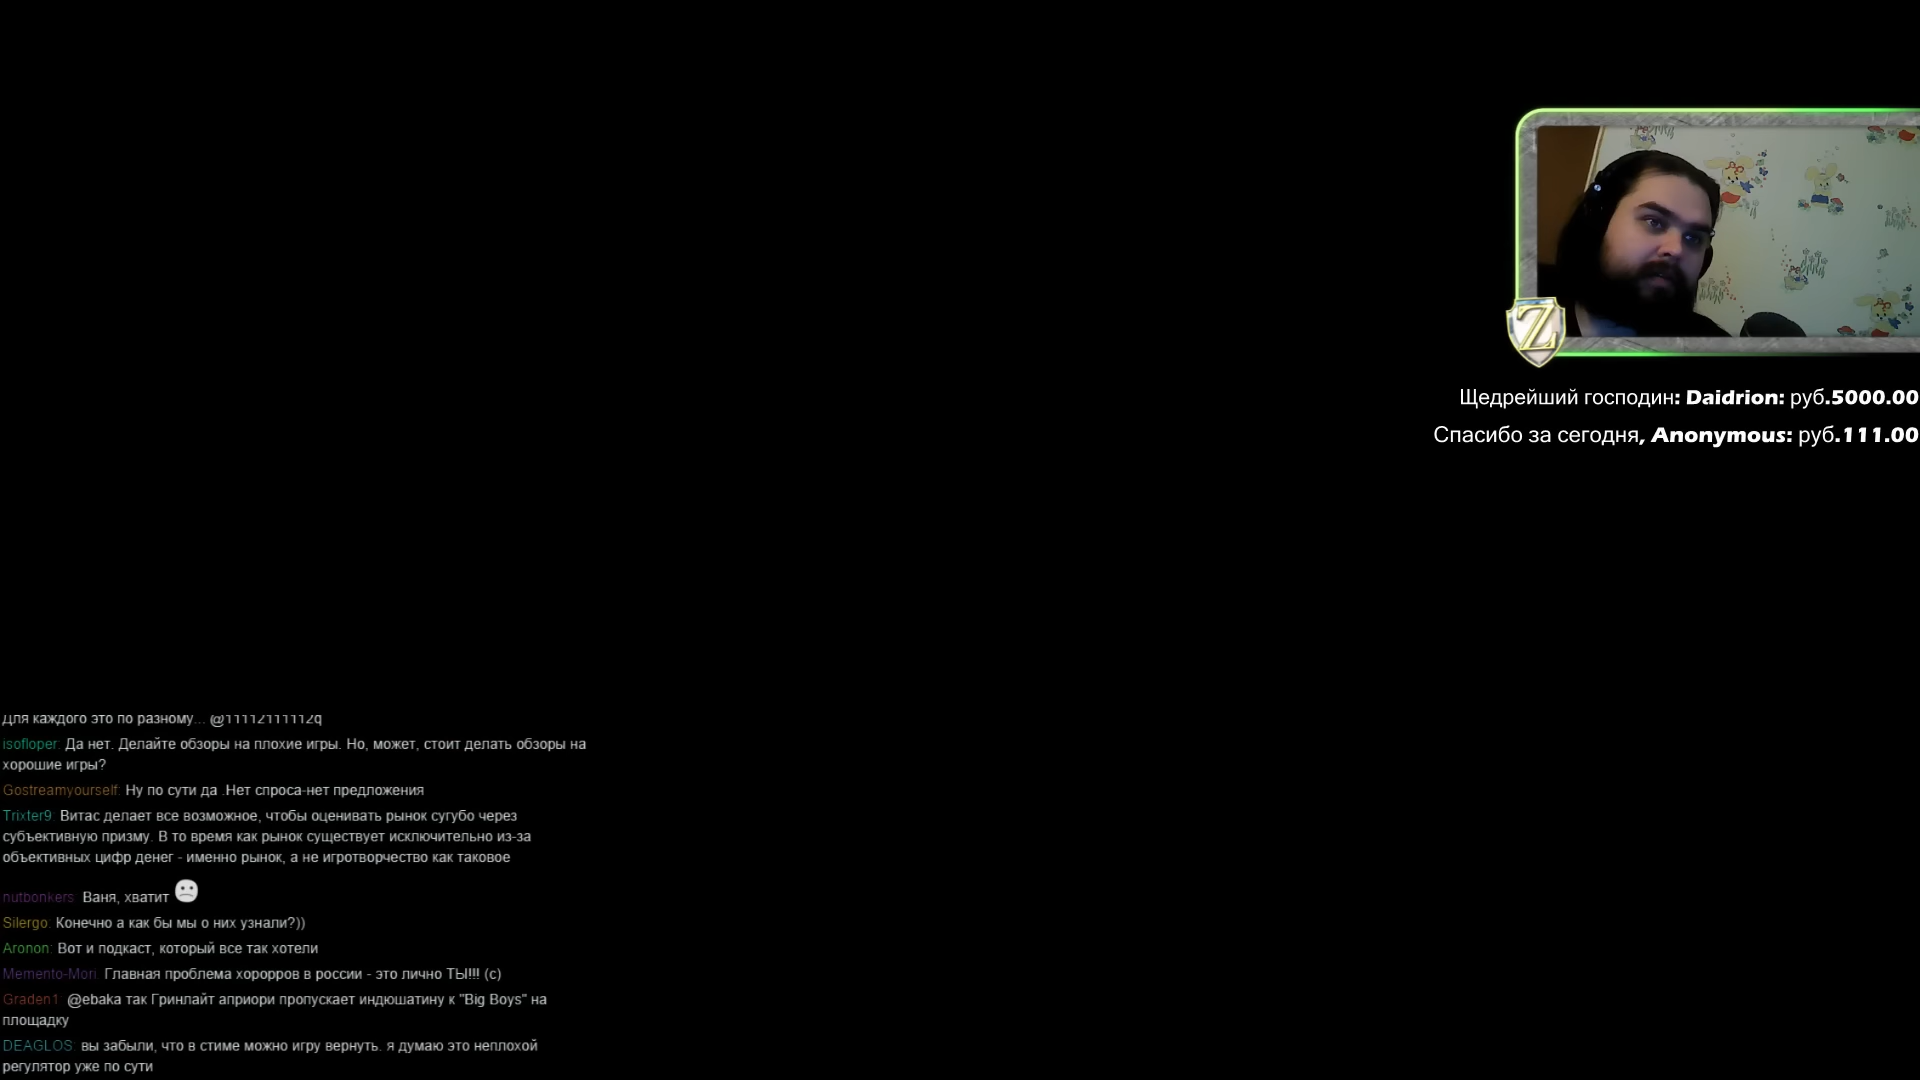 Щедрейший господин: Daidrion: руб.5000.00
Спасибо за сегодня, Anonymous: руб.111.00
Z
Для каждого это по разному... @11112111112q
isofloper: Да нет. Делайте обзоры на плохие игры. Но, может, стоит делать обзоры на
хорошие игры?
Gostreamyourself: Ну по сути да .Нет спроса-нет предложения
Trixter9: Витас делает все возможное, чтобы оценивать рынок сугубо через
субъективную призму. В то время как рынок существует исключительно из-за
объективных цифр денег - именно рынок, а не игротворчество как таковое
nutbonkers: Ваня, хватит
Silergo: Конечно а как бы мы о них узнали?))
Aronon: Вот и подкаст, который все так хотели
Memento-Mori: Главная проблема хорорров в россии - это лично ТЫ!!! (с)
Graden1: @ebaka так Гринлайт априори пропускает индюшатину к "Big Boys" на
площадку
DEAGLOS: вы забыли, что в стиме можно игру вернуть. я думаю это неплохой
регулятор уже по сути